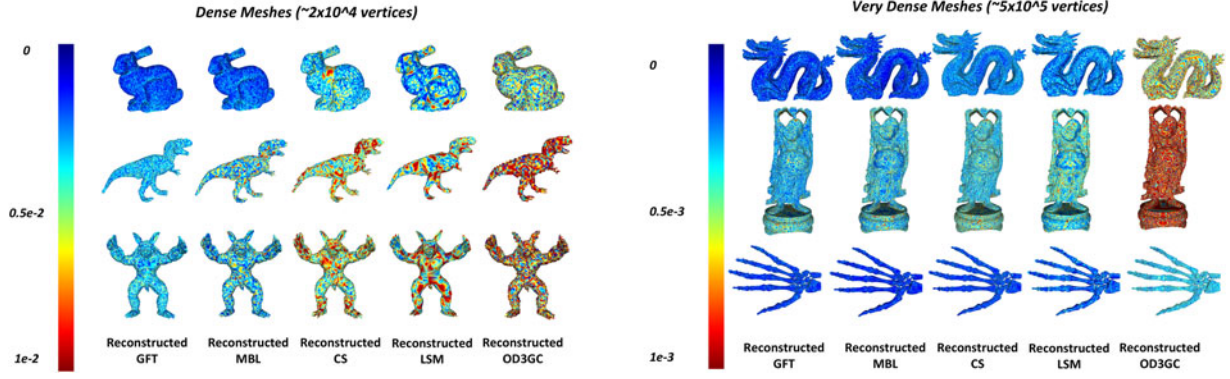 Dense Meshes (~2x10^4 vertices)
0
0.5e-2
1e-2
Reconstructed GFT
Reconstructed MBL
Reconstructed CS
Reconstructed LSM
Reconstructed OD3GC
Very Dense Meshes (~5x10^5 vertices)
0
0.5e-3
1e-3
Reconstructed GFT
Reconstructed MBL
Reconstructed CS
Reconstructed LSM
Reconstructed OD3GC